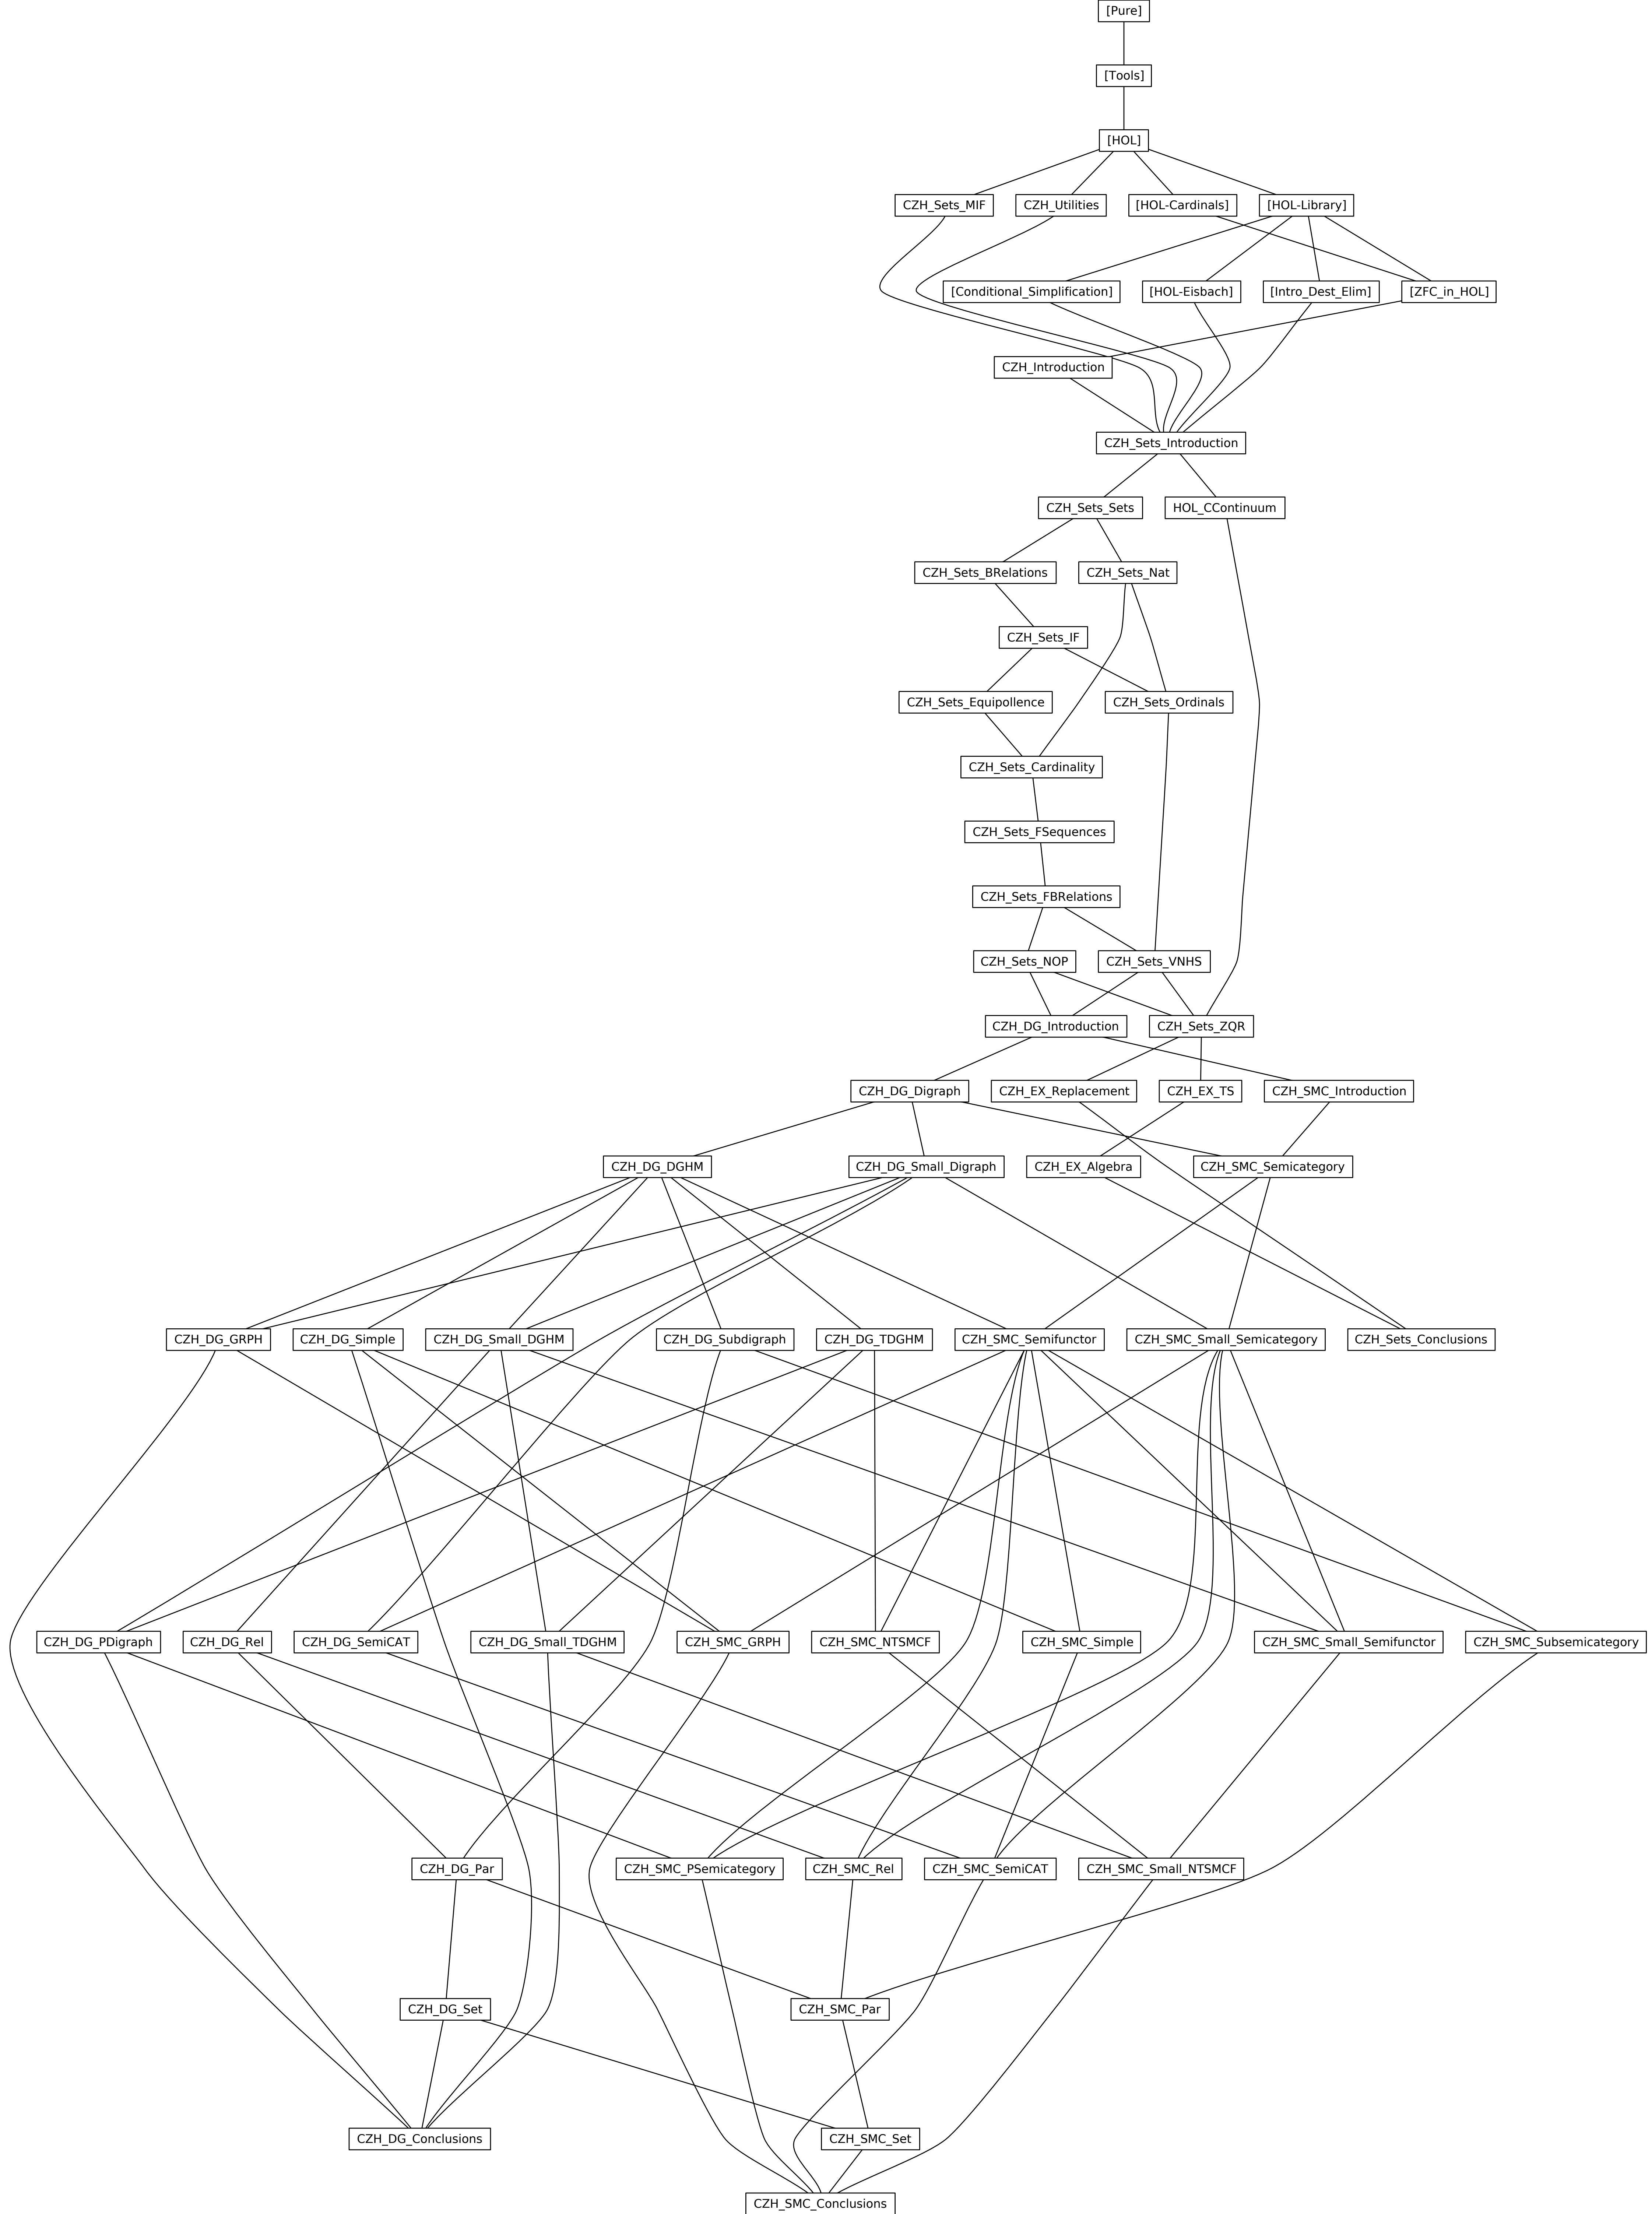 [Pure]
[Tools]
[HOL]
CZH_Sets_MIF
CZH_Utilities
[HOL-Cardinals]
[HOL-Library]
[Conditional_Simplification]
[HOL-Eisbach]
[Intro_Dest_Elim]
[ZFC_in_HOL]
CZH_Introduction
CZH_Sets_Introduction
CZH_Sets_Sets
HOL_CContinuum
CZH_Sets_BRelations
CZH_Sets_Nat
CZH_Sets_IF
CZH_Sets_Equipollence
CZH_Sets_Ordinals
CZH_Sets_Cardinality
CZH_Sets_FSequences
CZH_Sets_FBRelations
CZH_Sets_NOP
CZH_Sets_VNHS
CZH_DG_Introduction
CZH_Sets_ZQR
CZH_DG_Digraph
CZH_EX_Replacement
CZH_EX_TS
CZH_SMC_Introduction
CZH_DG_DGHM
CZH_DG_Small_Digraph
CZH_EX_Algebra
CZH_SMC_Semicategory
CZH_DG_GRPH
CZH_DG_Simple
CZH_DG_Small_DGHM
CZH_DG_Subdigraph
CZH_DG_TDGHM
CZH_SMC_Semifunctor
CZH_SMC_Small_Semicategory
CZH_Sets_Conclusions
CZH_DG_PDigraph
CZH_DG_Rel
CZH_DG_SemiCAT
CZH_DG_Small_TDGHM
CZH_SMC_GRPH
CZH_SMC_NTSMCF
CZH_SMC_Simple
CZH_SMC_Small_Semifunctor
CZH_SMC_Subsemicategory
CZH_DG_Par
CZH_SMC_PSemicategory
CZH_SMC_Rel
CZH_SMC_SemiCAT
CZH_SMC_Small_NTSMCF
CZH_DG_Set
CZH_SMC_Par
CZH_DG_Conclusions
CZH_SMC_Set
CZH_SMC_Conclusions